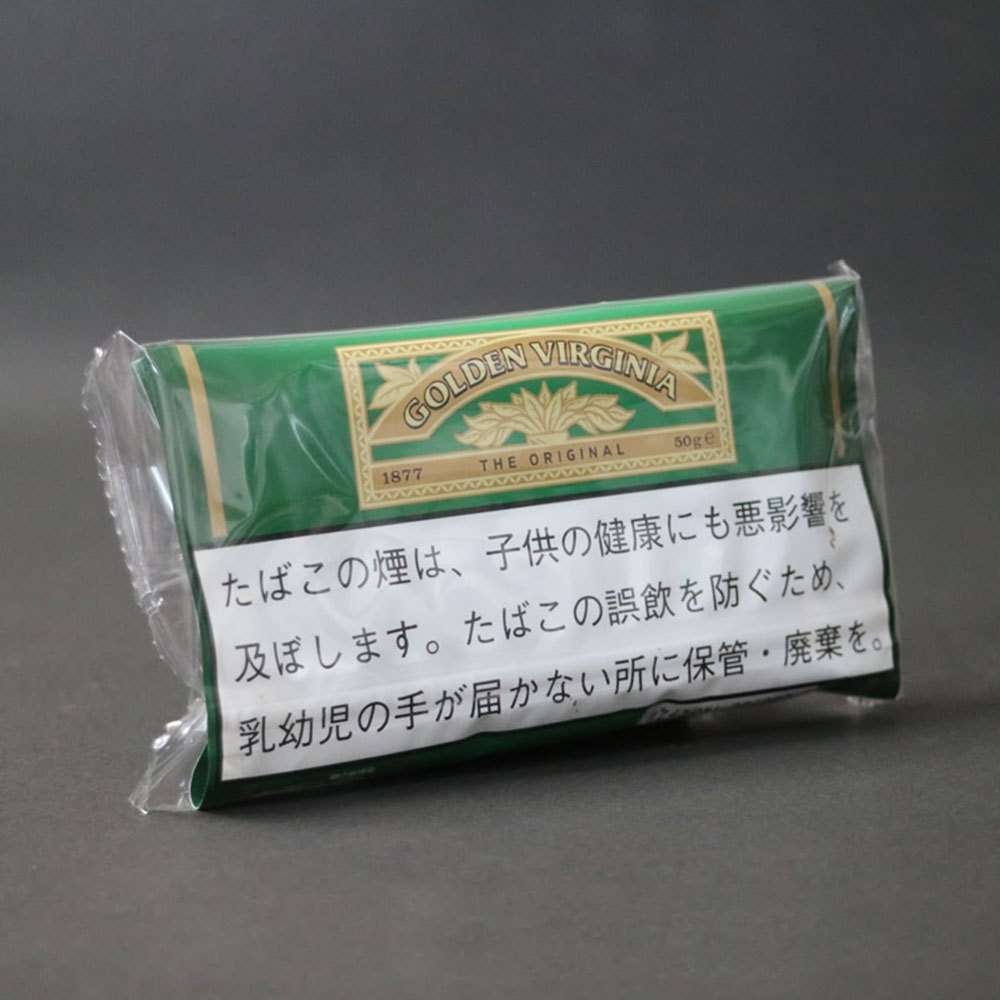 GOLDEN VIRGINIA
1877 THE ORIGINAL 50g℮
たばこの煙は、子供の健康にも悪影響を
及ぼします。たばこの誤飲を防ぐため、
乳幼児の手が届かない所に保管・廃棄を。